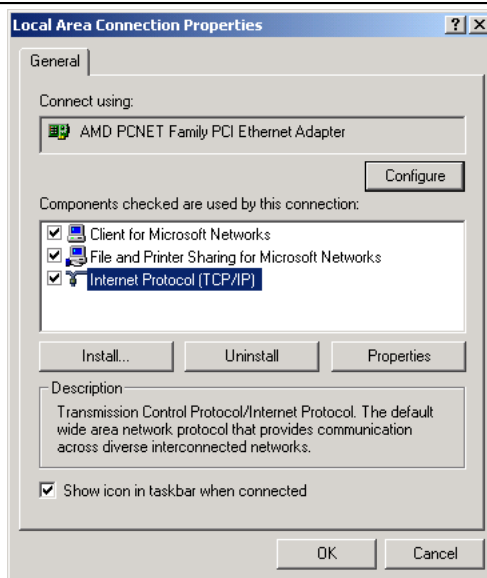 Local Area Connection Properties
General
Connect using:
AMD PCNET Family PCI Ethernet Adapter
Configure
Components checked are used by this connection:
Client for Microsoft Networks
File and Printer Sharing for Microsoft Networks
Internet Protocol (TCP/IP)
Install... Uninstall Properties
Description
Transmission Control Protocol/Internet Protocol. The default
wide area network protocol that provides communication
across diverse interconnected networks.
Show icon in taskbar when connected
OK Cancel